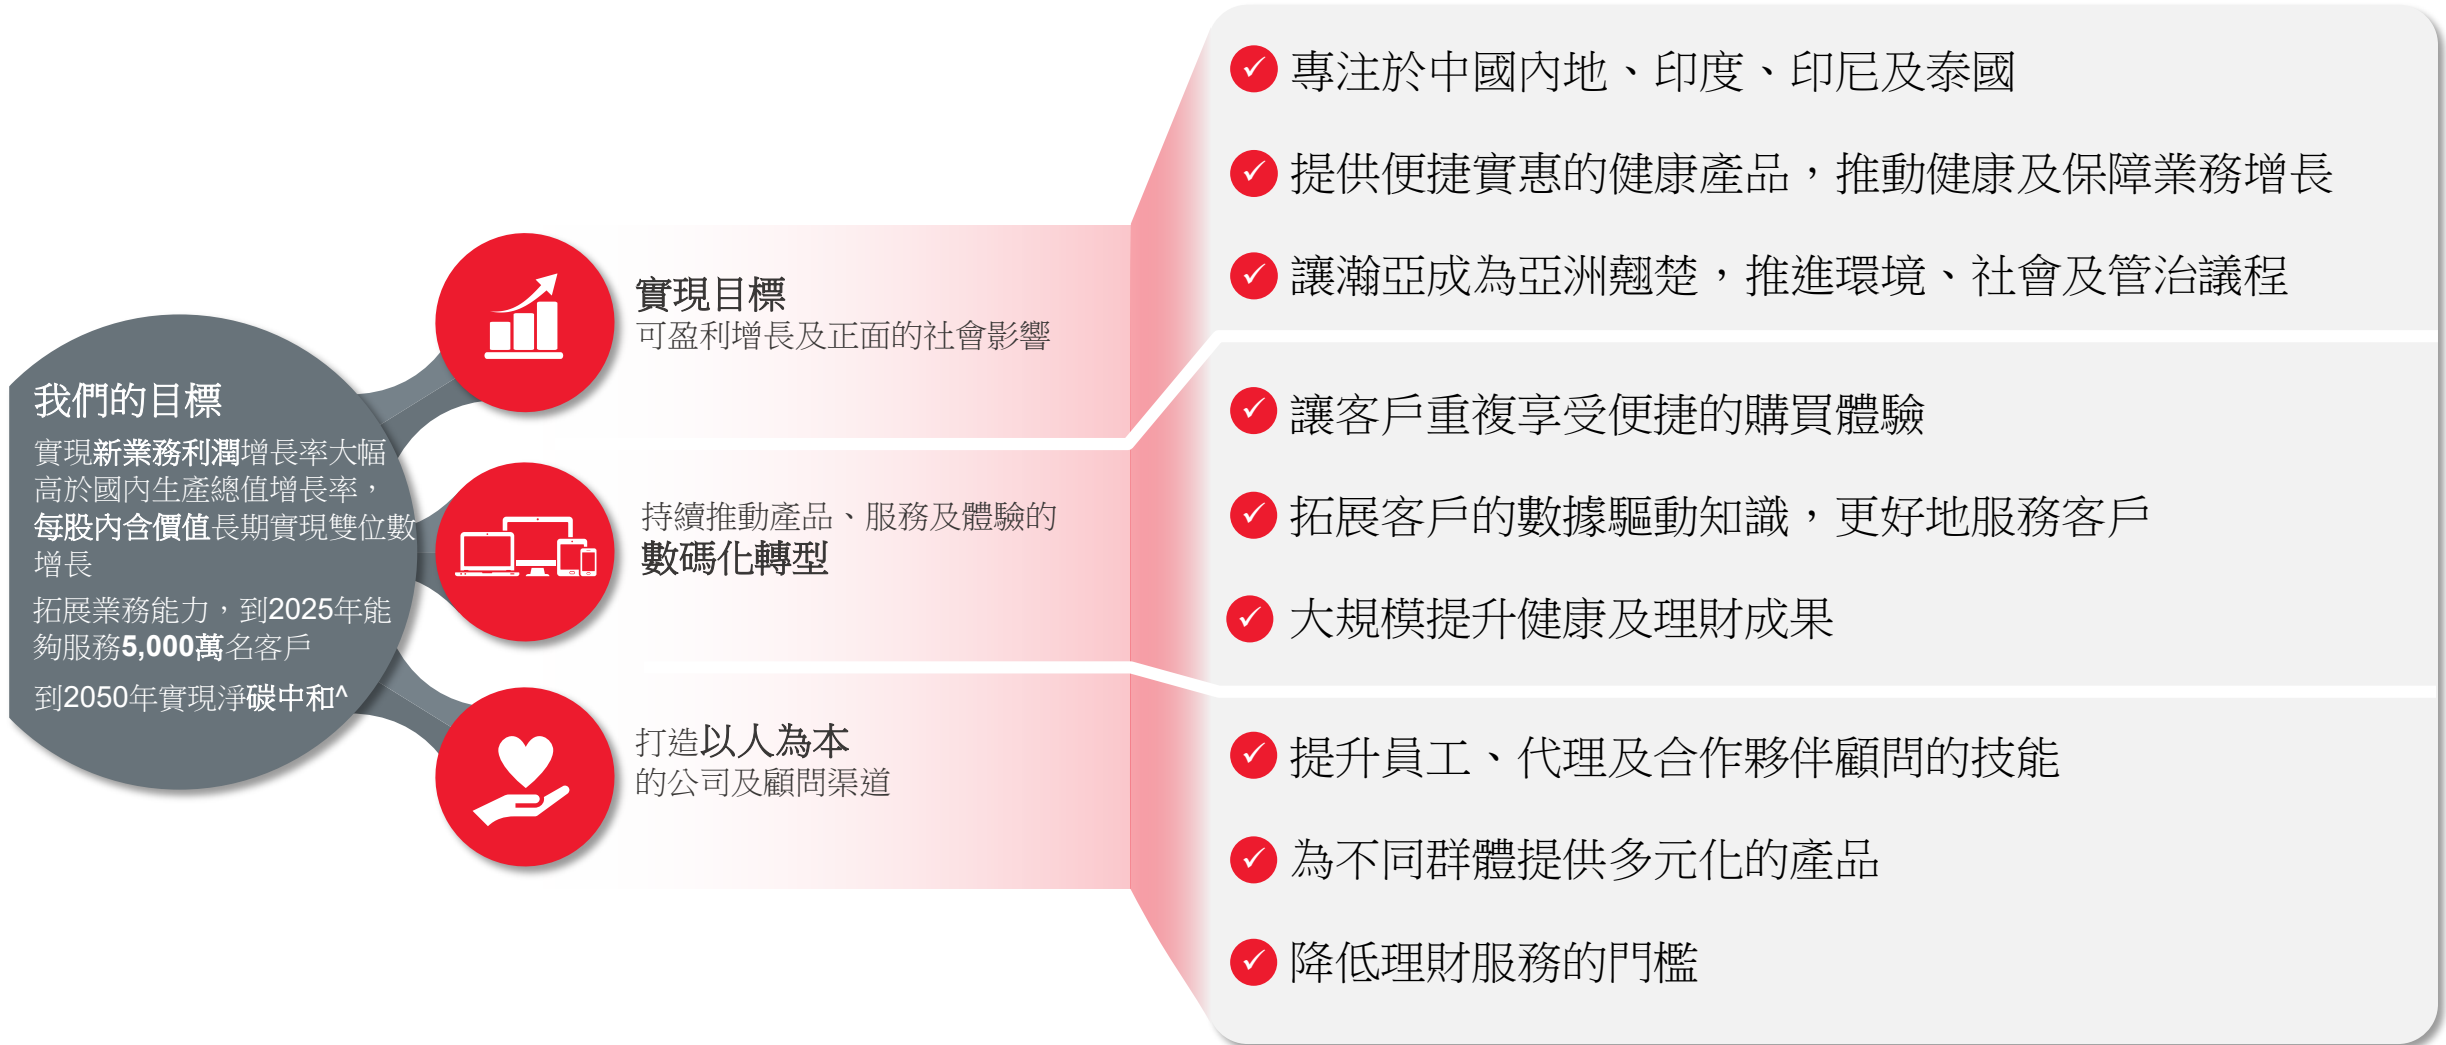 我們的目標
實現新業務利潤增長率大幅
高於國內生產總值增長率，
每股內含價值長期實現雙位數
增長
拓展業務能力，到2025年能
夠服務5,000萬名客戶
到2050年實現淨碳中和^
實現目標
可盈利增長及正面的社會影響
專注於中國內地、印度、印尼及泰國
提供便捷實惠的健康產品，推動健康及保障業務增長
讓瀚亞成為亞洲翹楚，推進環境、社會及管治議程
持續推動產品、服務及體驗的
數碼化轉型
讓客戶重複享受便捷的購買體驗
拓展客戶的數據驅動知識，更好地服務客戶
大規模提升健康及理財成果
打造以人為本
的公司及顧問渠道
提升員工、代理及合作夥伴顧問的技能
為不同群體提供多元化的產品
降低理財服務的門檻